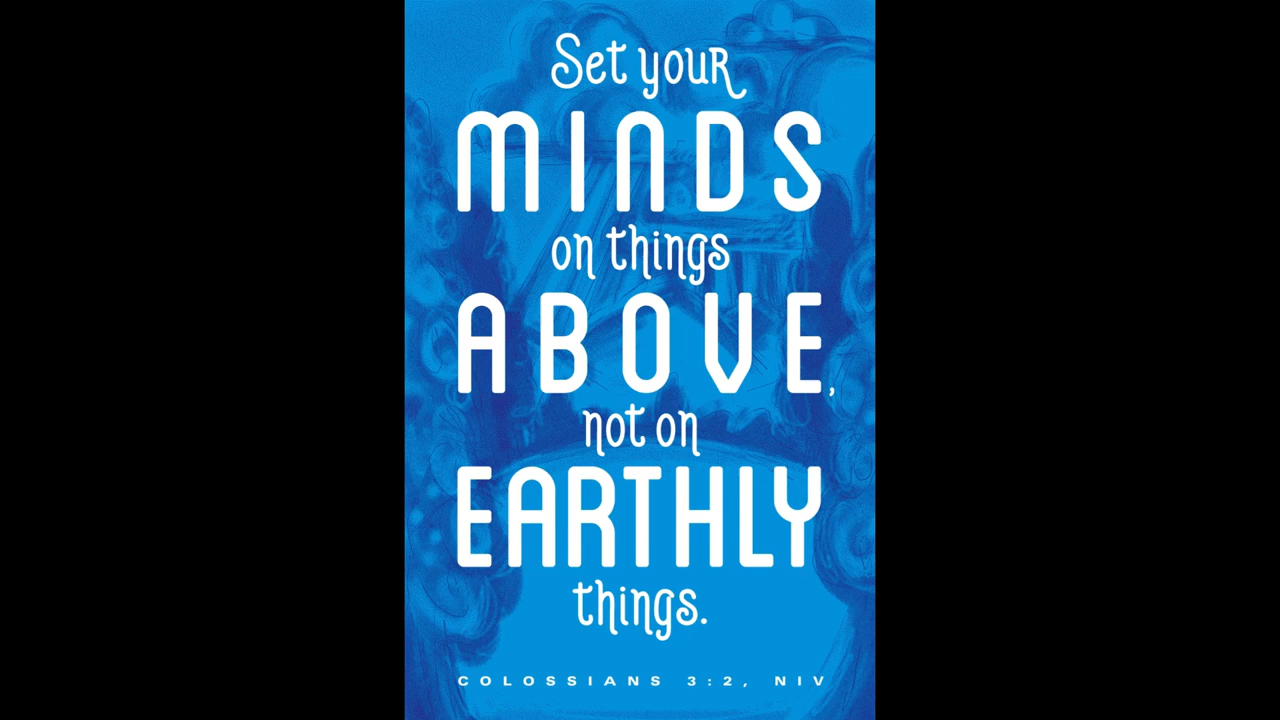 Set your
MINDS
on things
ABOVE,
not on
EARTHLY
things.
COLOSSIANS 3:2, NIV